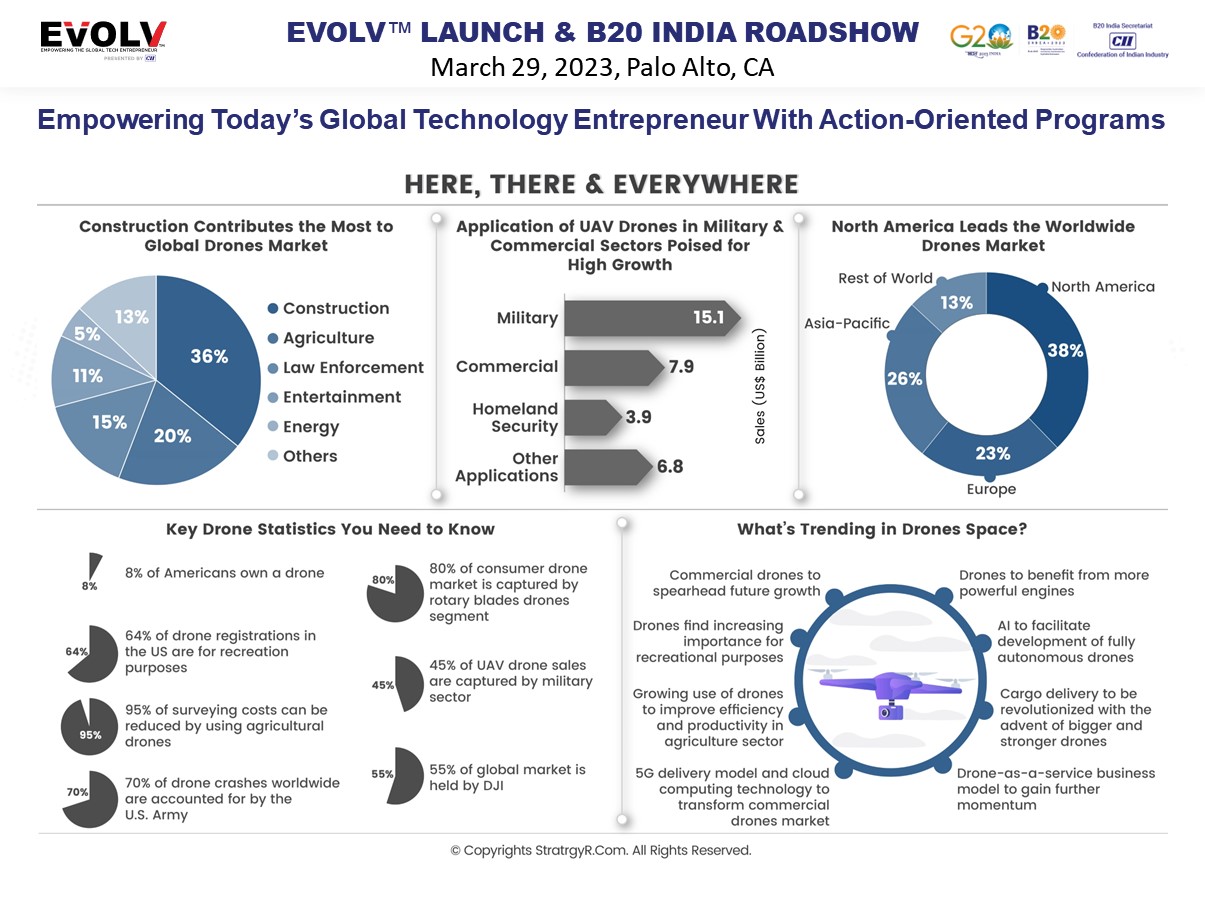 EVOLV™
EMPOWERING THE GLOBAL TECH ENTREPRENEUR
PRESENTED BY CII
EVOLV™ LAUNCH & B20 INDIA ROADSHOW
March 29, 2023, Palo Alto, CA
G20
B20
B20 India Secretariat
CII
Confederation of Indian Industry
Empowering Today's Global Technology Entrepreneur With Action-Oriented Programs
HERE, THERE & EVERYWHERE
Construction Contributes the Most to
Global Drones Market
36%
20%
15%
11%
5%
13%
Construction
Agriculture
Law Enforcement
Entertainment
Energy
Others
Application of UAV Drones in Military &
Commercial Sectors Poised for
High Growth
Military
15.1
Commercial
7.9
Homeland
Security
3.9
Other
Applications
6.8
Sales (US$ Billion)
North America Leads the Worldwide
Drones Market
Rest of World
13%
North America
38%
Asia-Pacific
26%
23%
Europe
Key Drone Statistics You Need to Know
8%
8% of Americans own a drone
64%
64% of drone registrations in
the US are for recreation
purposes
95%
95% of surveying costs can be
reduced by using agricultural
drones
70%
70% of drone crashes worldwide
are accounted for by the
U.S. Army
80%
80% of consumer drone
market is captured by
rotary blades drones
segment
45%
45% of UAV drone sales
are captured by military
sector
55%
55% of global market is
held by DJI
What's Trending in Drones Space?
Commercial drones to
spearhead future growth
Drones find increasing
importance for
recreational purposes
Growing use of drones
to improve efficiency
and productivity in
agriculture sector
5G delivery model and cloud
computing technology to
transform commercial
drones market
Drones to benefit from more
powerful engines
AI to facilitate
development of fully
autonomous drones
Cargo delivery to be
revolutionized with the
advent of bigger and
stronger drones
Drone-as-a-service business
model to gain further
momentum
© Copyrights StratrgyR.Com. All Rights Reserved.